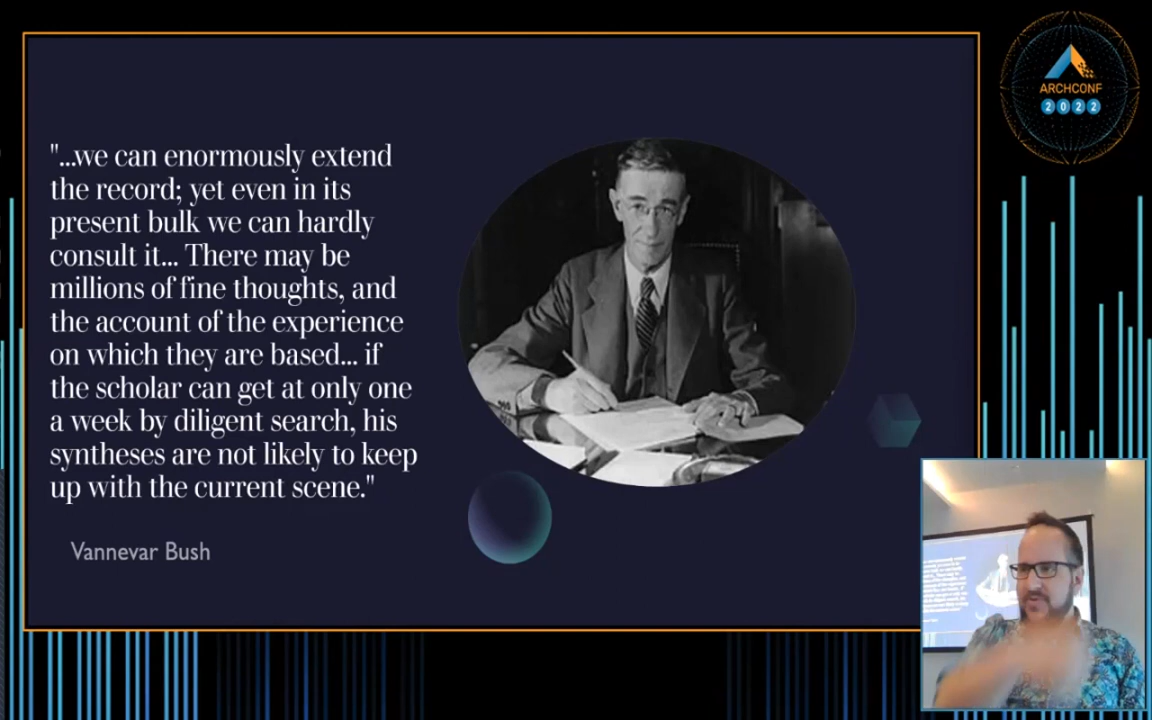 "...we can enormously extend
the record; yet even in its
present bulk we can hardly
consult it... There may be
millions of fine thoughts, and
the account of the experience
on which they are based... if
the scholar can get at only one
a week by diligent search, his
syntheses are not likely to keep
up with the current scene."
Vannevar Bush
ARCHCONF
2022